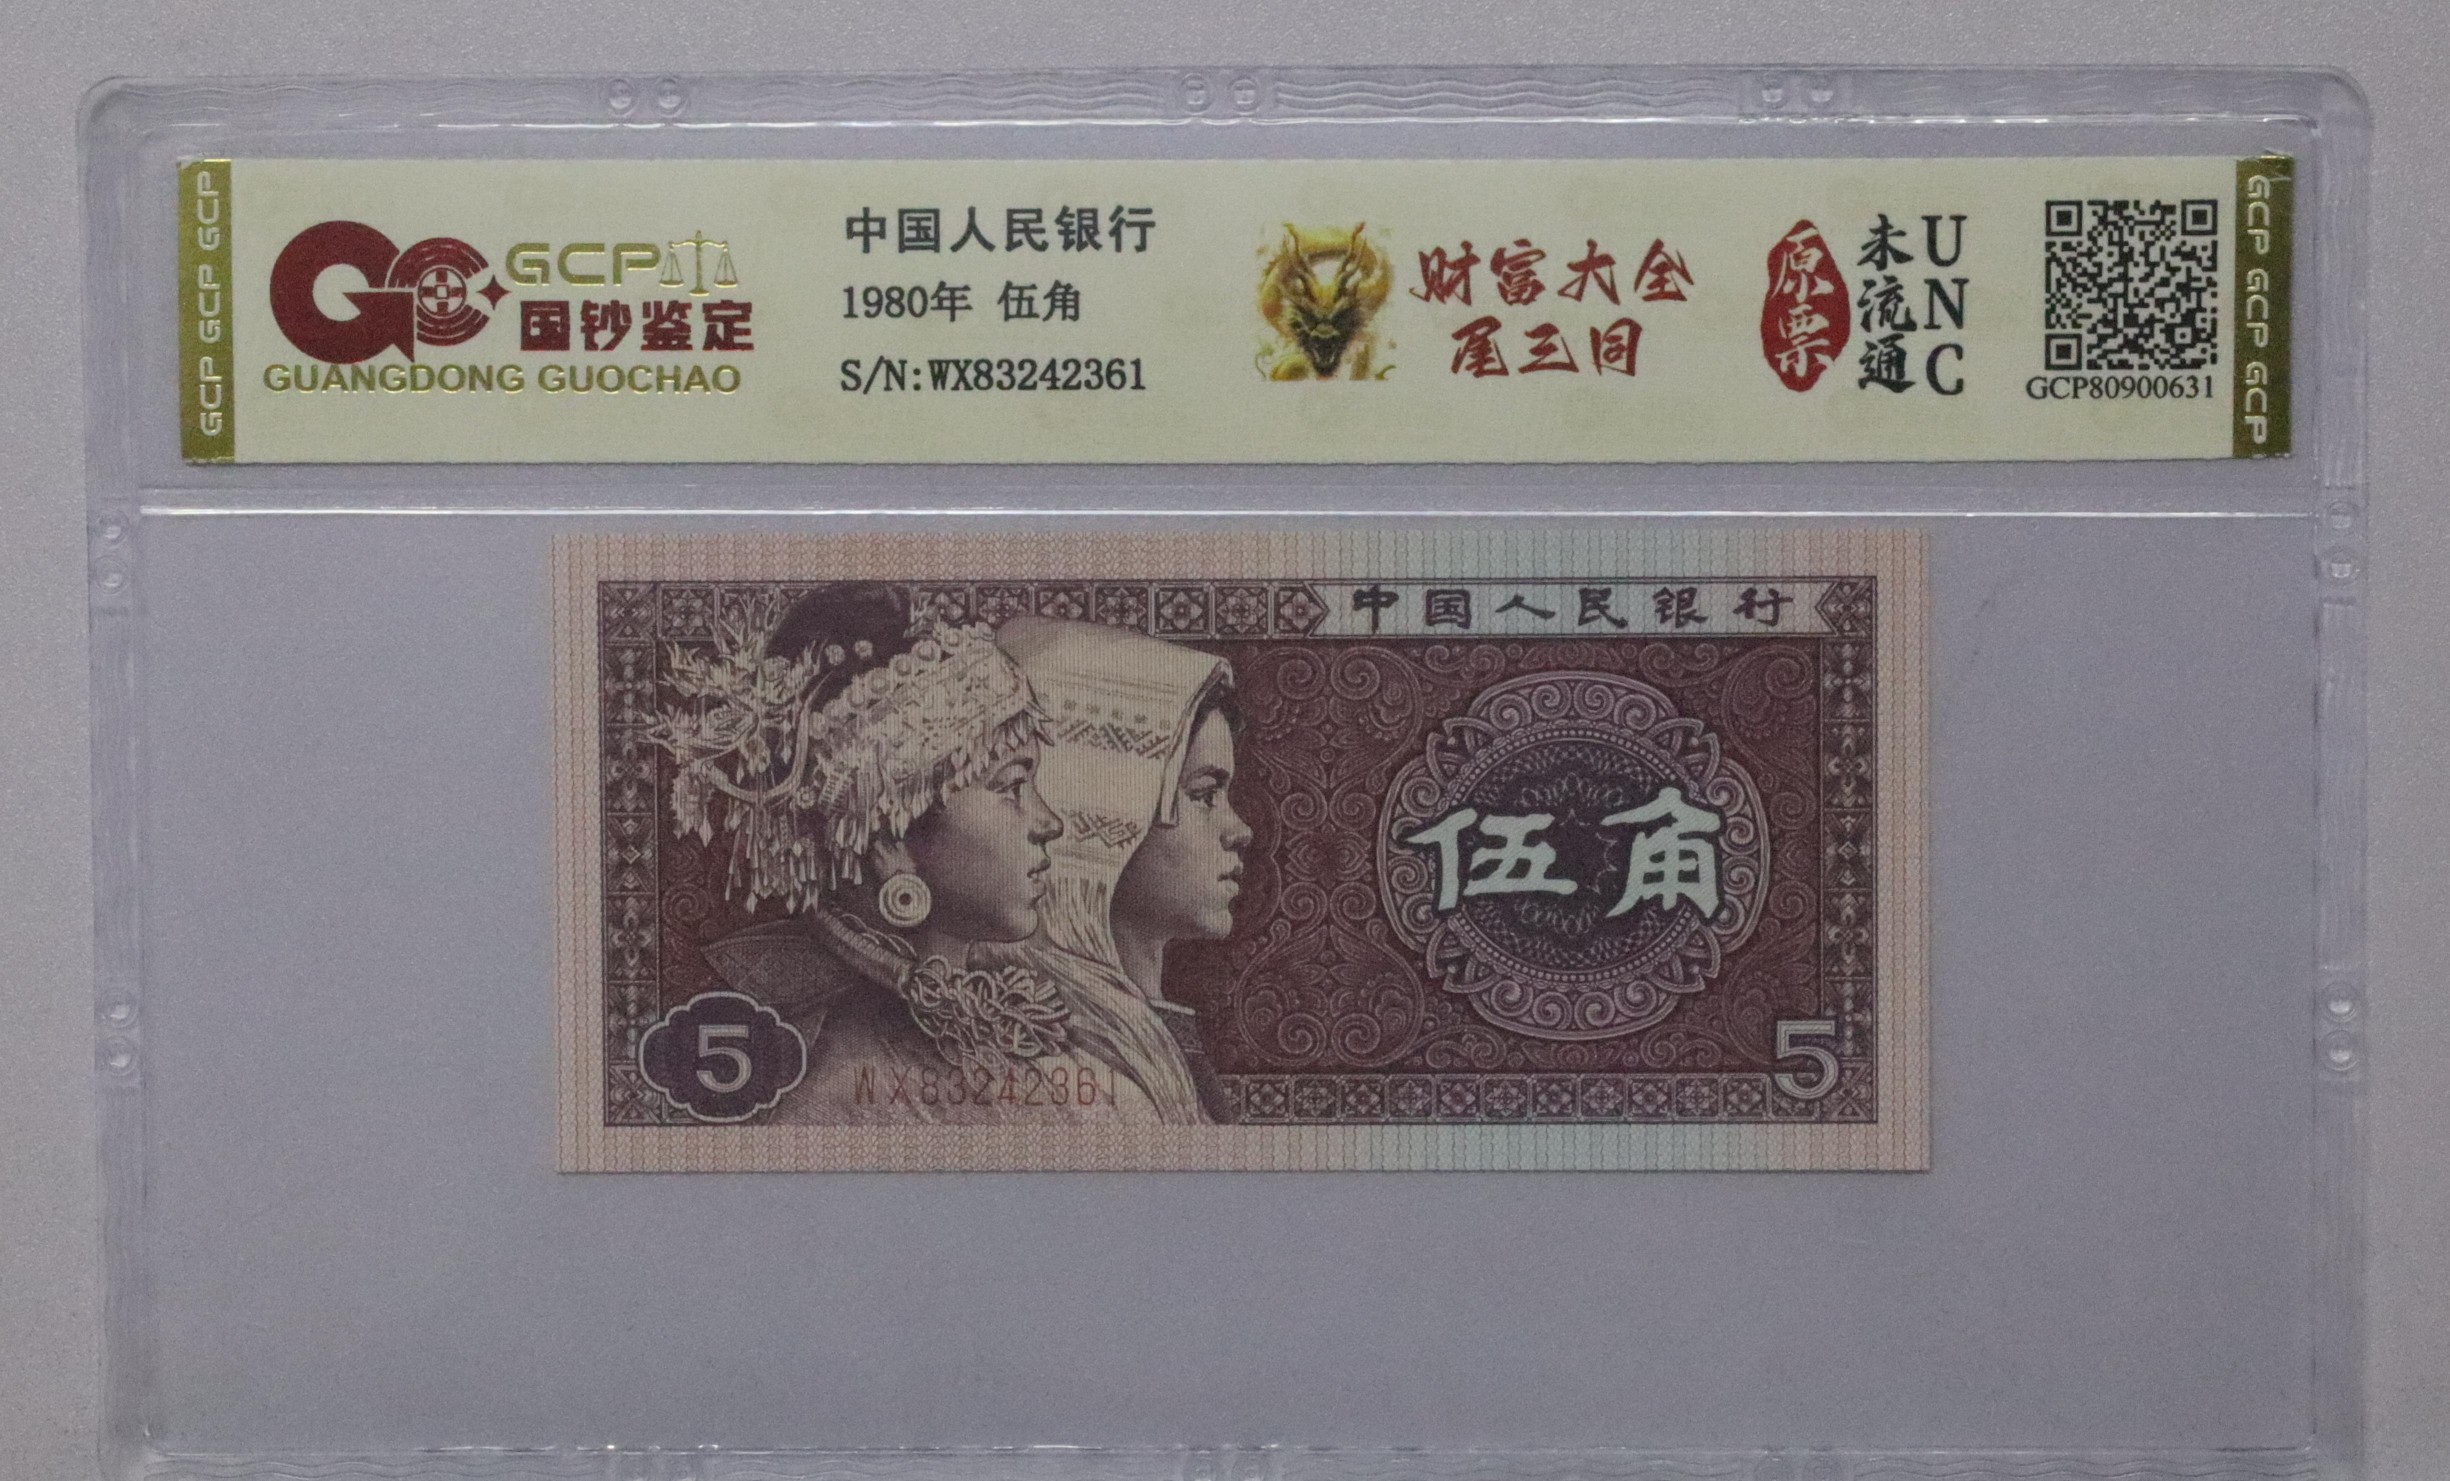 GCP GCP GCP
GCP
国钞鉴定
GUANGDONG GUOCHAO
中国人民银行
1980年 伍角
S/N:WX83242361
财富大全
尾三同
原票
未流通
UNC
GCP80900631
GCP GCP GCP
中国人民银行
伍角
5
WX83242361
5